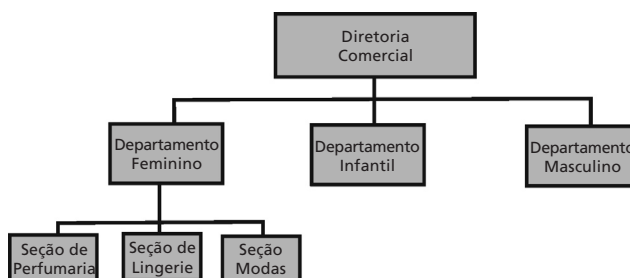 Diretoria
Comercial
Departamento
Feminino
Departamento
Infantil
Departamento
Masculino
Seção de
Perfumaria
Seção de
Lingerie
Seção
Modas